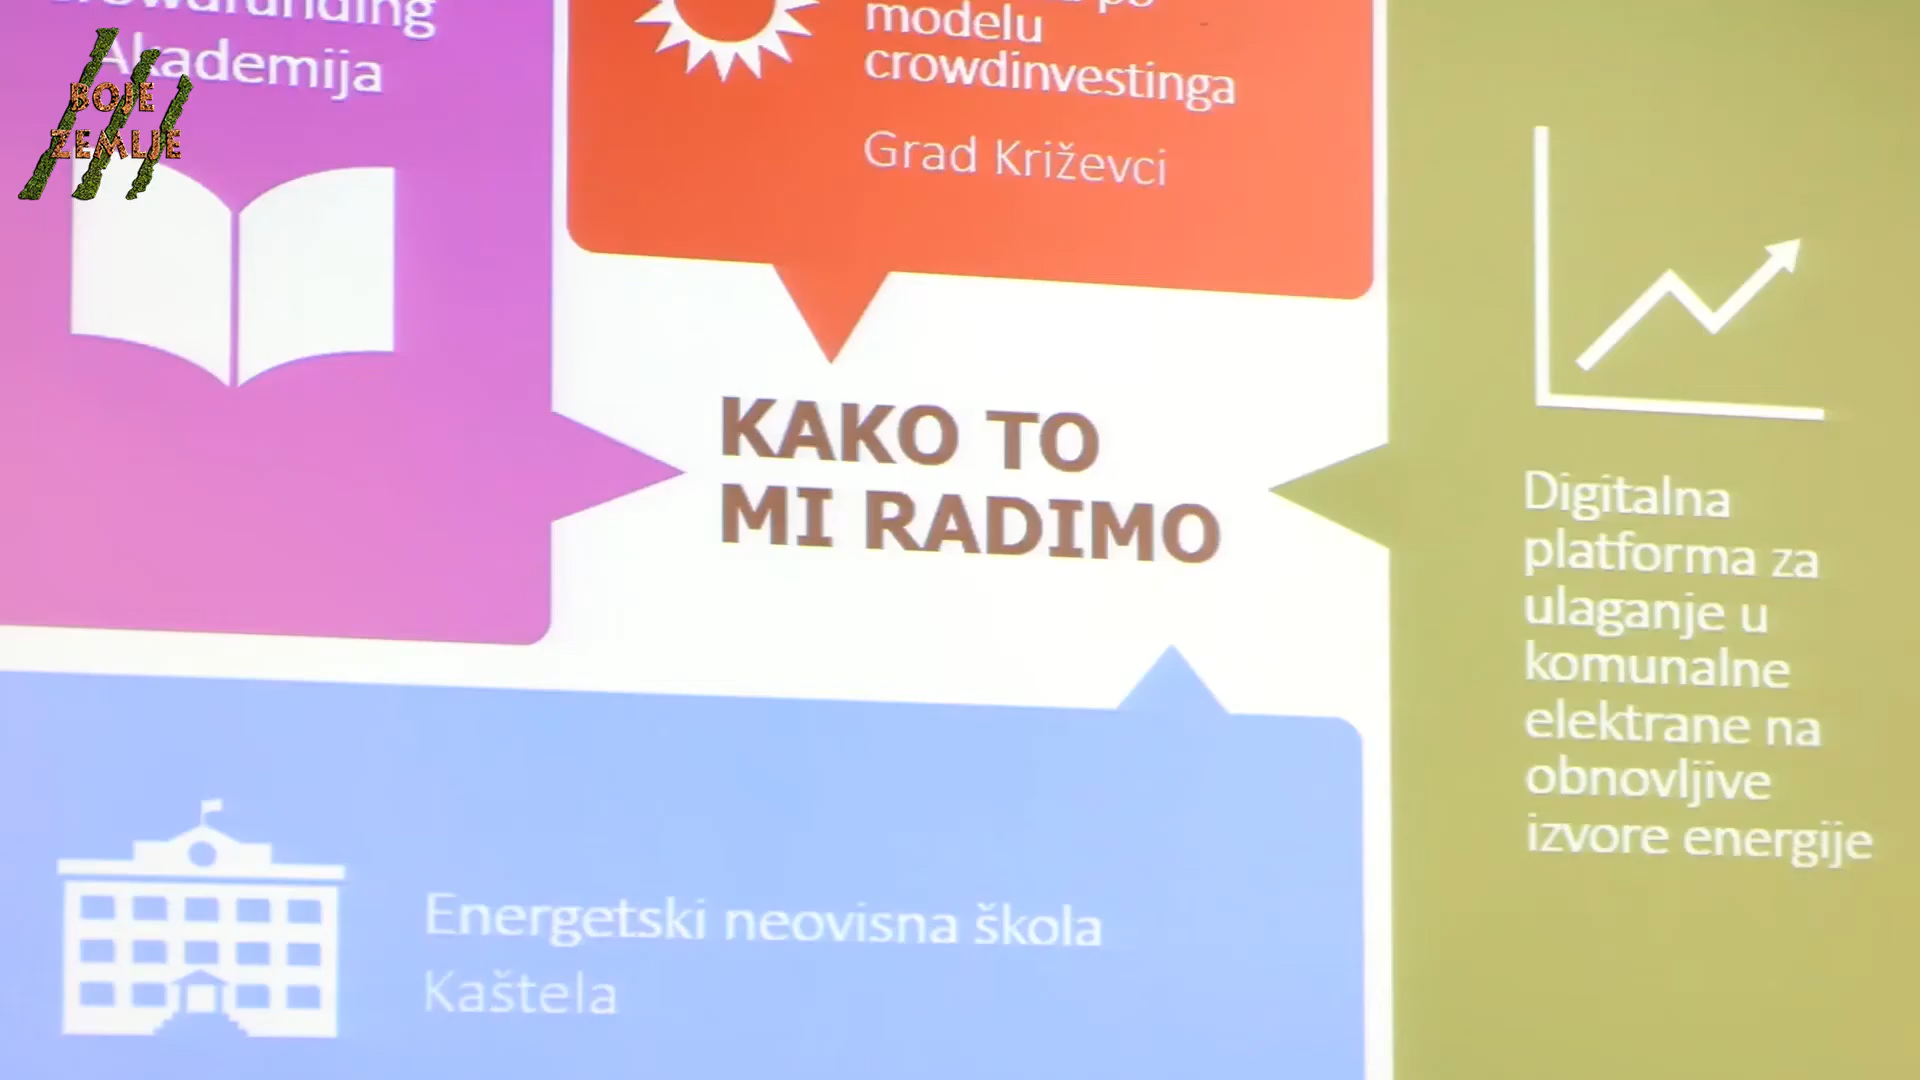 Akademija
BOJE
ZEMLJE
modelu
crowdinvestinga
Grad Križevci
KAKO TO
MI RADIMO
Digitalna
platforma za
ulaganje u
komunalne
elektrane na
obnovljive
izvore energije
Energetski neovisna škola
Kaštela